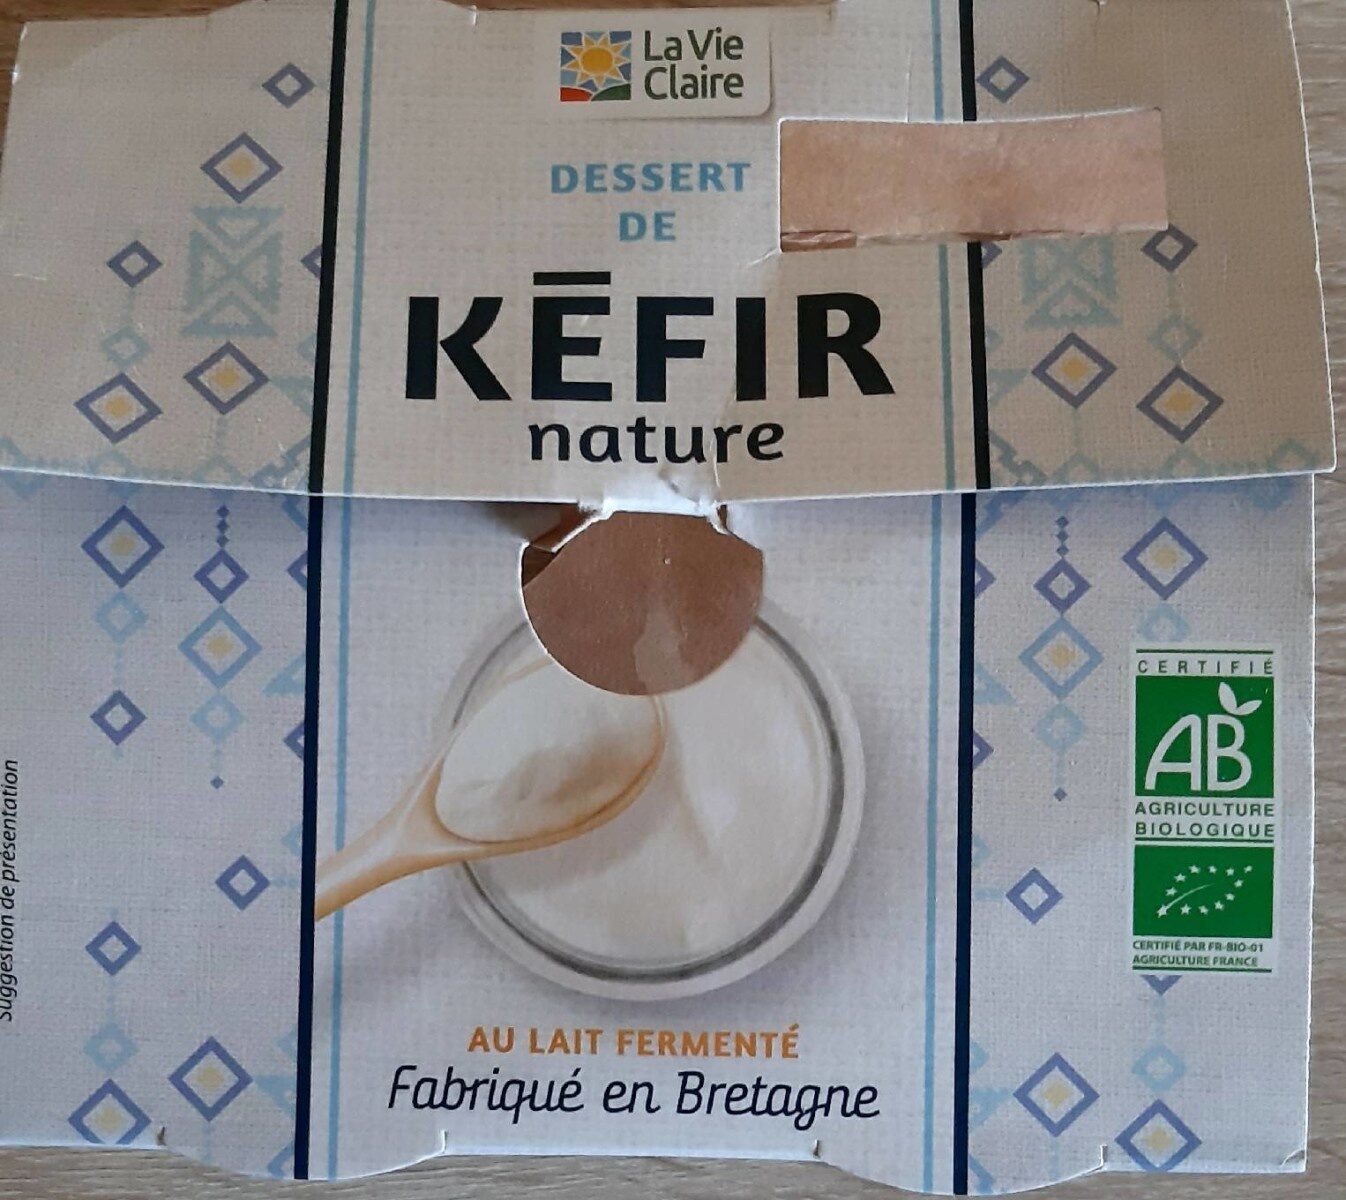 La Vie
Claire
DESSERT
DE
KĒFIR
nature
Suggestion de présentation
CERTIFIÉ
AB
AGRICULTURE
BIOLOGIQUE
CERTIFIÉ PAR FR-BIO-01
AGRICULTURE FRANCE
AU LAIT FERMENTÉ
Fabriqué en Bretagne